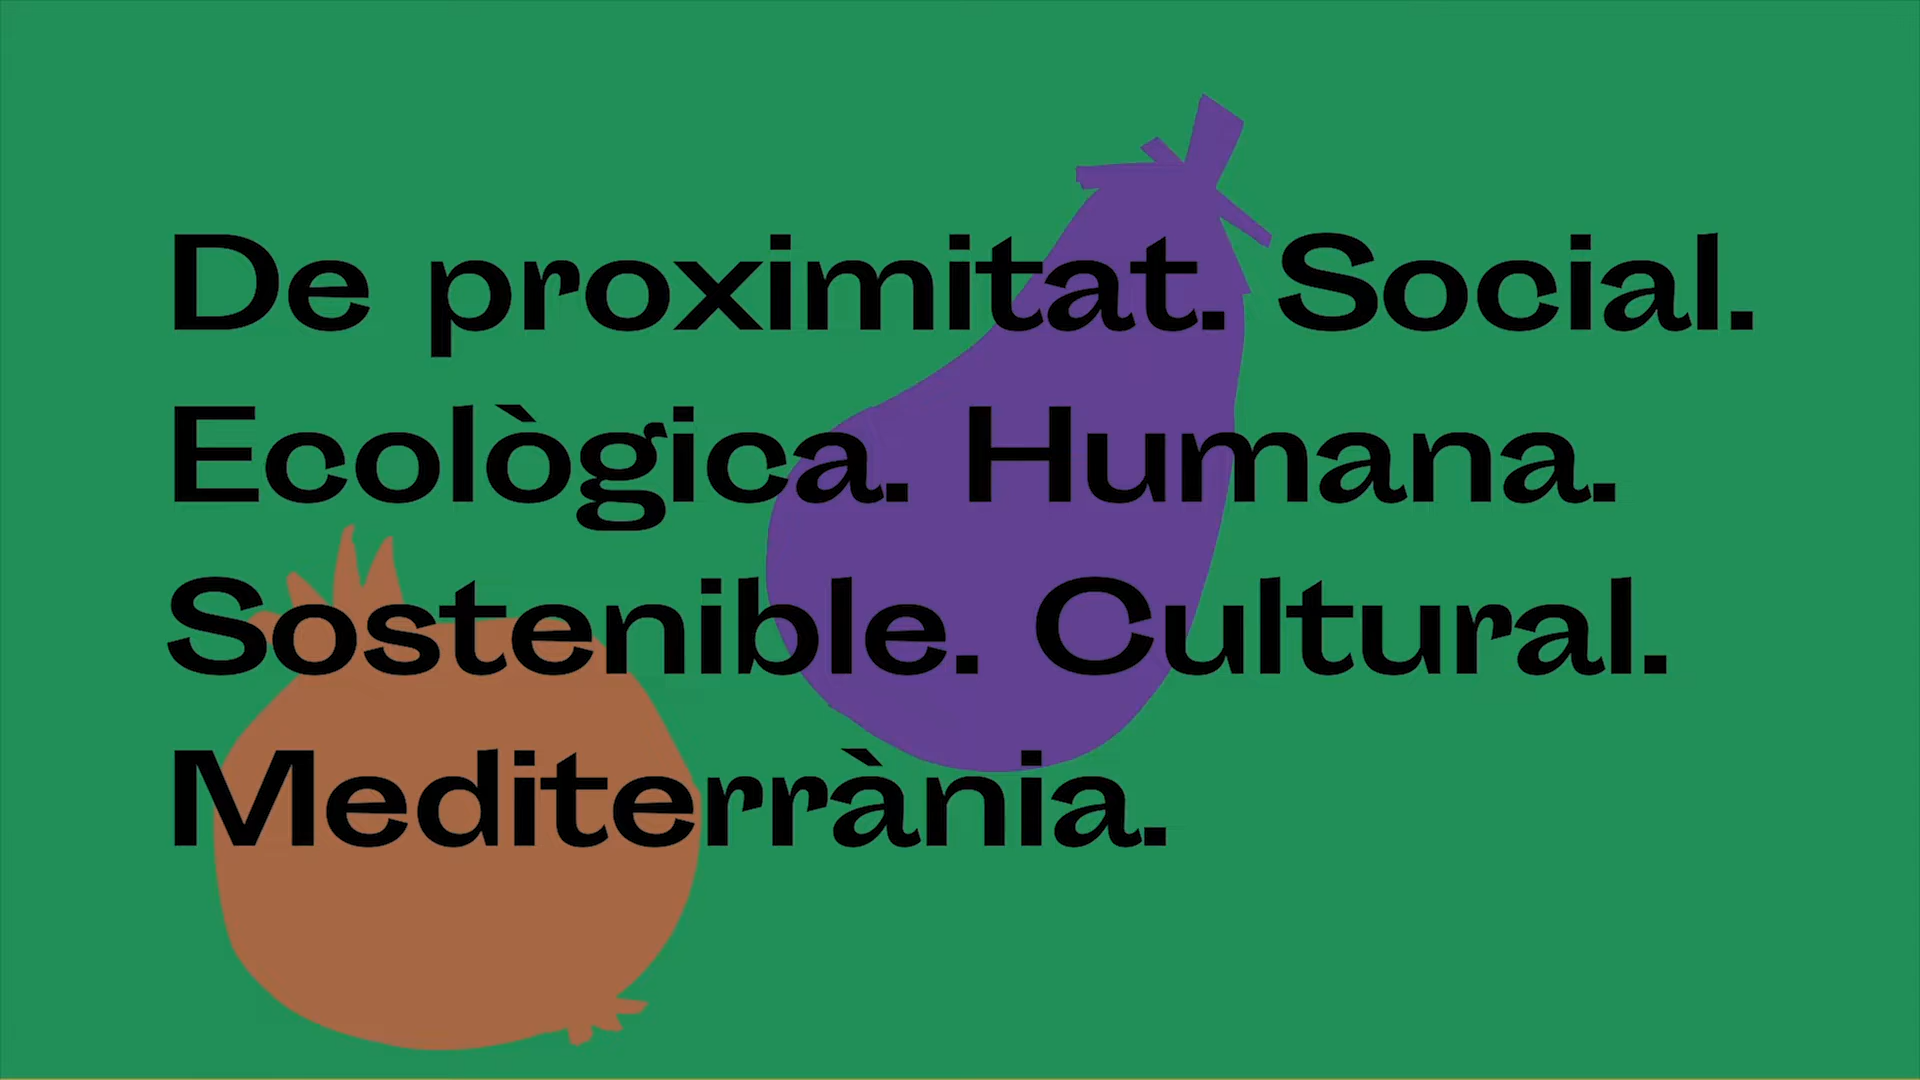 De proximitat. Social.
Ecològica. Humana.
Sostenible. Cultural.
Mediterrània.